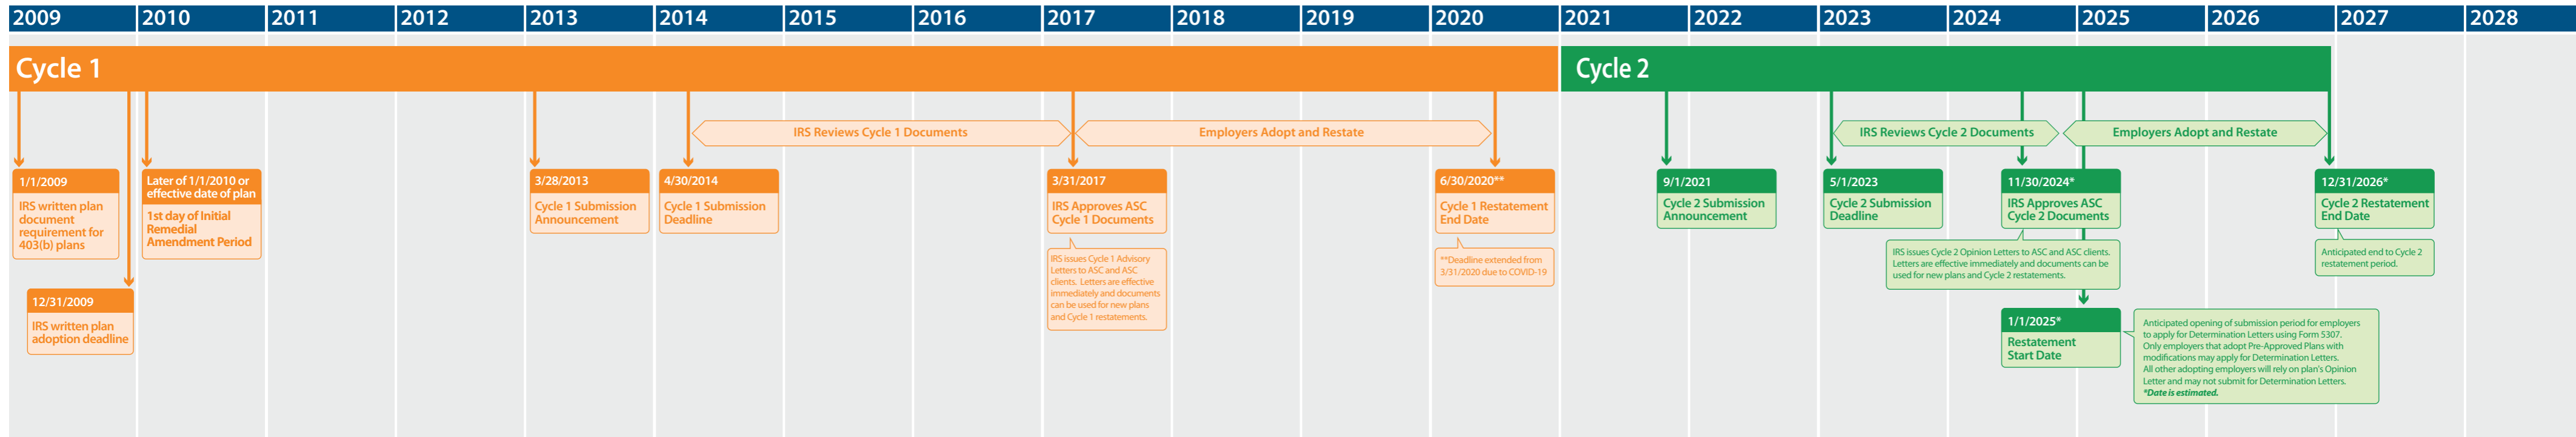 2009 2010 2011 2012 2013 2014 2015 2016 2017 2018 2019 2020 2021 2022 2023 2024 2025 2026 2027 2028
Cycle 1
Cycle 2
IRS Reviews Cycle 1 Documents
Employers Adopt and Restate
IRS Reviews Cycle 2 Documents
Employers Adopt and Restate
1/1/2009
IRS written plan
document
requirement for
403(b) plans
12/31/2009
IRS written plan
adoption deadline
Later of 1/1/2010 or
effective date of plan
1st day of Initial
Remedial
Amendment Period
3/28/2013
Cycle 1 Submission
Announcement
4/30/2014
Cycle 1 Submission
Deadline
3/31/2017
IRS Approves ASC
Cycle 1 Documents
IRS issues Cycle 1 Advisory
Letters to ASC and ASC
clients. Letters are effective
immediately and documents
can be used for new plans
and Cycle 1 restatements.
6/30/2020**
Cycle 1 Restatement
End Date
**Deadline extended from
3/31/2020 due to COVID-19
9/1/2021
Cycle 2 Submission
Announcement
5/1/2023
Cycle 2 Submission
Deadline
11/30/2024*
IRS Approves ASC
Cycle 2 Documents
IRS issues Cycle 2 Opinion Letters to ASC and ASC clients.
Letters are effective immediately and documents can be
used for new plans and Cycle 2 restatements.
1/1/2025*
Restatement
Start Date
Anticipated opening of submission period for employers
to apply for Determination Letters using Form 5307.
Only employers that adopt Pre-Approved Plans with
modifications may apply for Determination Letters.
All other adopting employers will rely on plan's Opinion
Letter and may not submit for Determination Letters.
*Date is estimated.
12/31/2026*
Cycle 2 Restatement
End Date
Anticipated end to Cycle 2
restatement period.